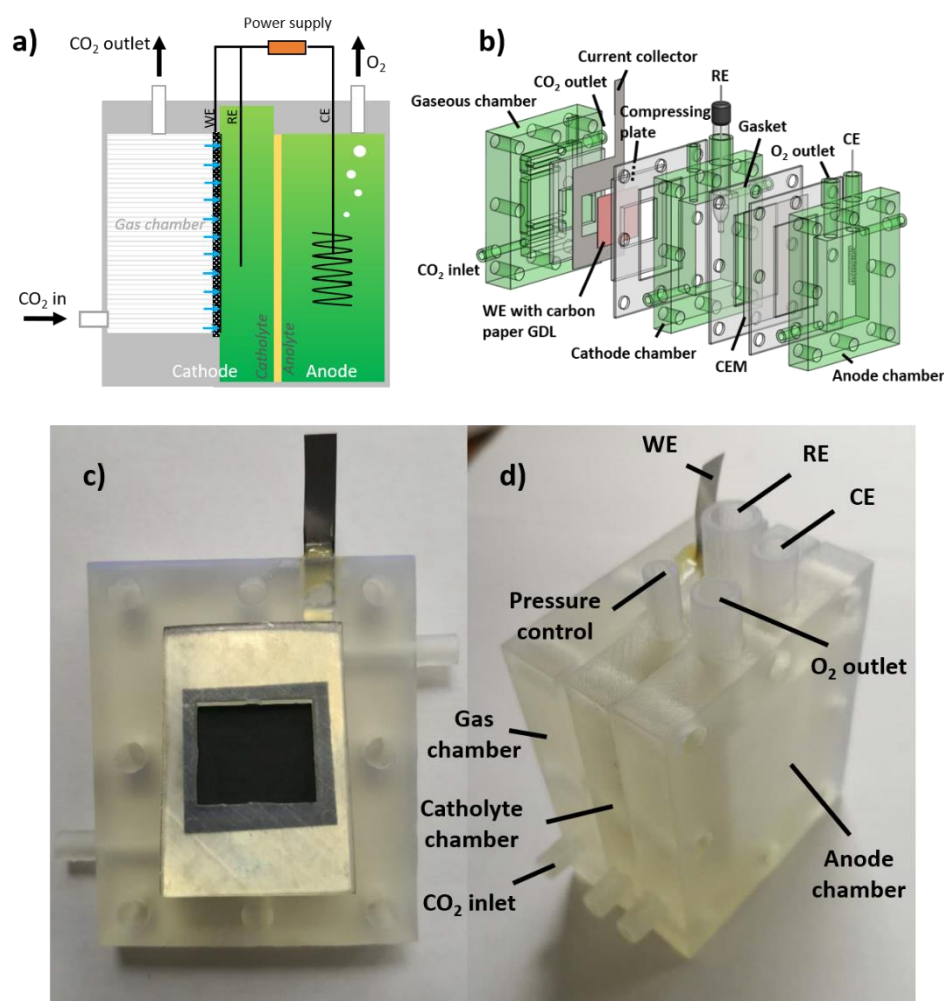 a)
Power supply
CO2 outlet
O2
WE
RE
CE
Gas chamber
CO2 in
Catholyte
Anolyte
Cathode
Anode
b)
Current collector
CO2 outlet
RE
Gaseous chamber
Compressing
plate
Gasket
O2 outlet
CE
CO2 inlet
WE with carbon
paper GDL
Cathode chamber
CEM
Anode chamber
c)
d)
WE
RE
CE
Pressure
control
O2 outlet
Gas
chamber
Catholyte
chamber
CO2 inlet
Anode
chamber